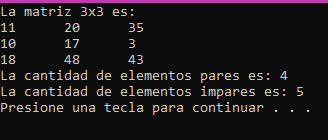 La matriz 3x3 es:
11 20 35
10 17 3
18 48 43
La cantidad de elementos pares es: 4
La cantidad de elementos impares es: 5
Presione una tecla para continuar . . .